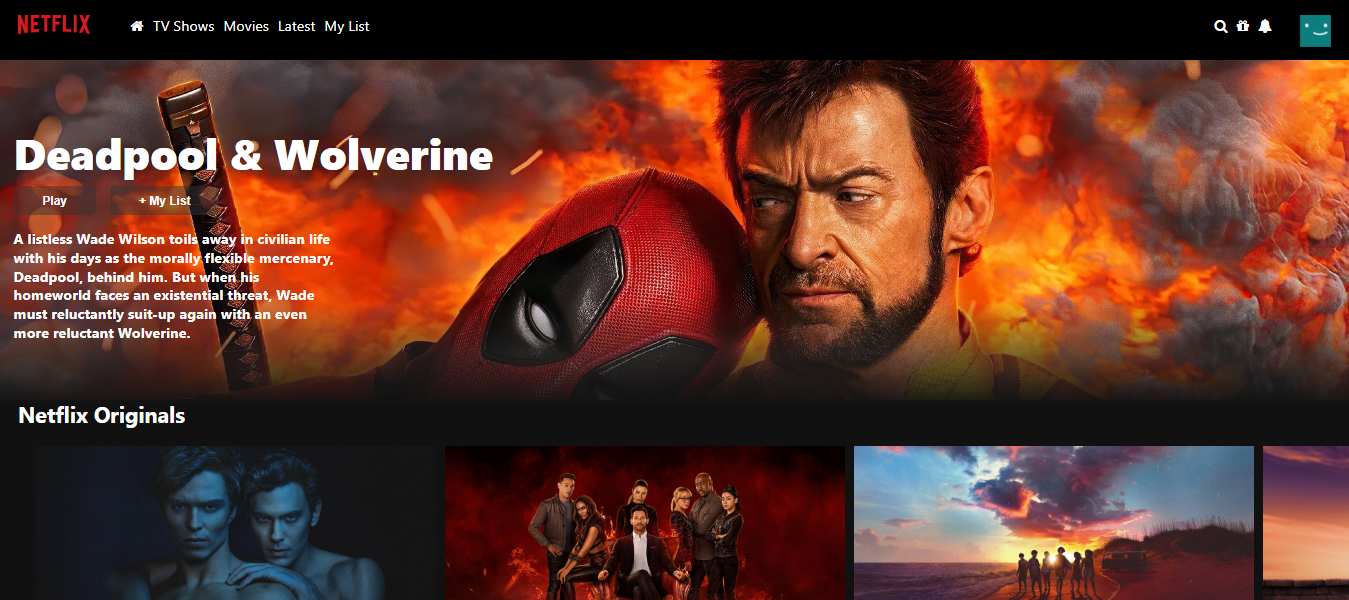 NETFLIX
TV Shows Movies Latest My List
Deadpool & Wolverine
Play + My List
A listless Wade Wilson toils away in civilian life
with his days as the morally flexible mercenary,
Deadpool, behind him. But when his
homeworld faces an existential threat, Wade
must reluctantly suit-up again with an even
more reluctant Wolverine.
Netflix Originals